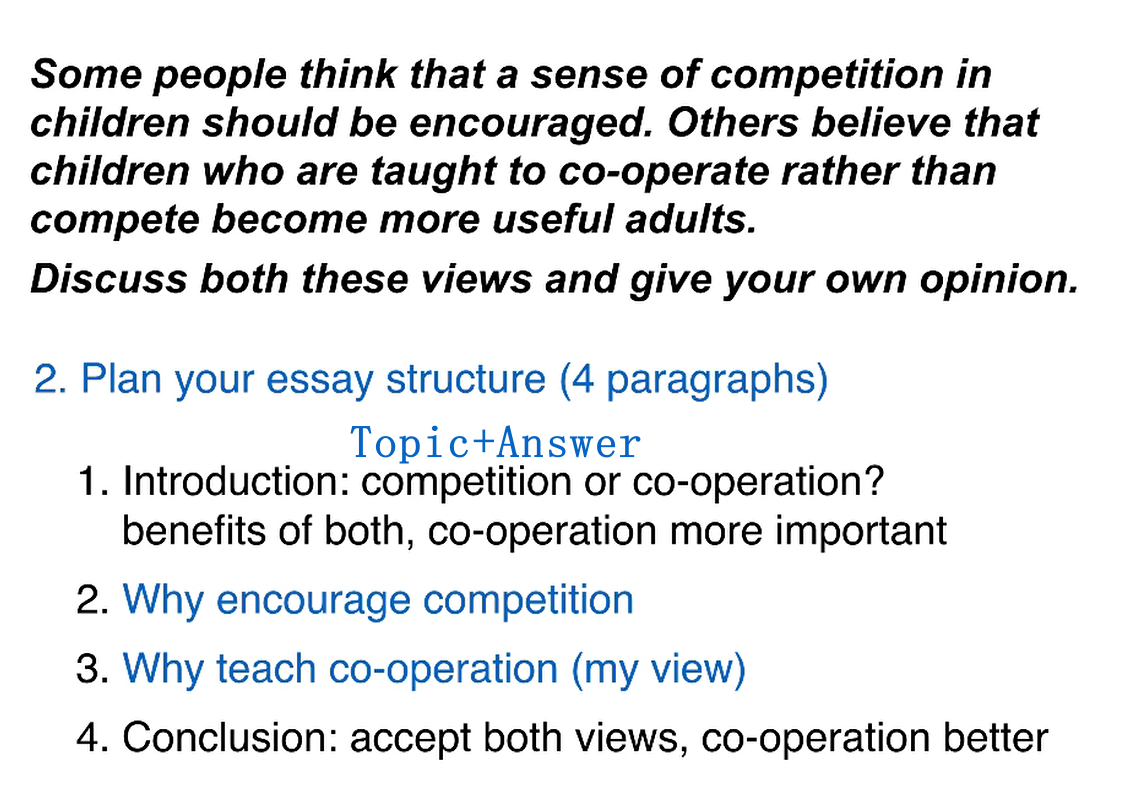 Some people think that a sense of competition in
children should be encouraged. Others believe that
children who are taught to co-operate rather than
compete become more useful adults.
Discuss both these views and give your own opinion.
2. Plan your essay structure (4 paragraphs)
Topic+Answer
1. Introduction: competition or co-operation?
benefits of both, co-operation more important
2. Why encourage competition
3. Why teach co-operation (my view)
4. Conclusion: accept both views, co-operation better